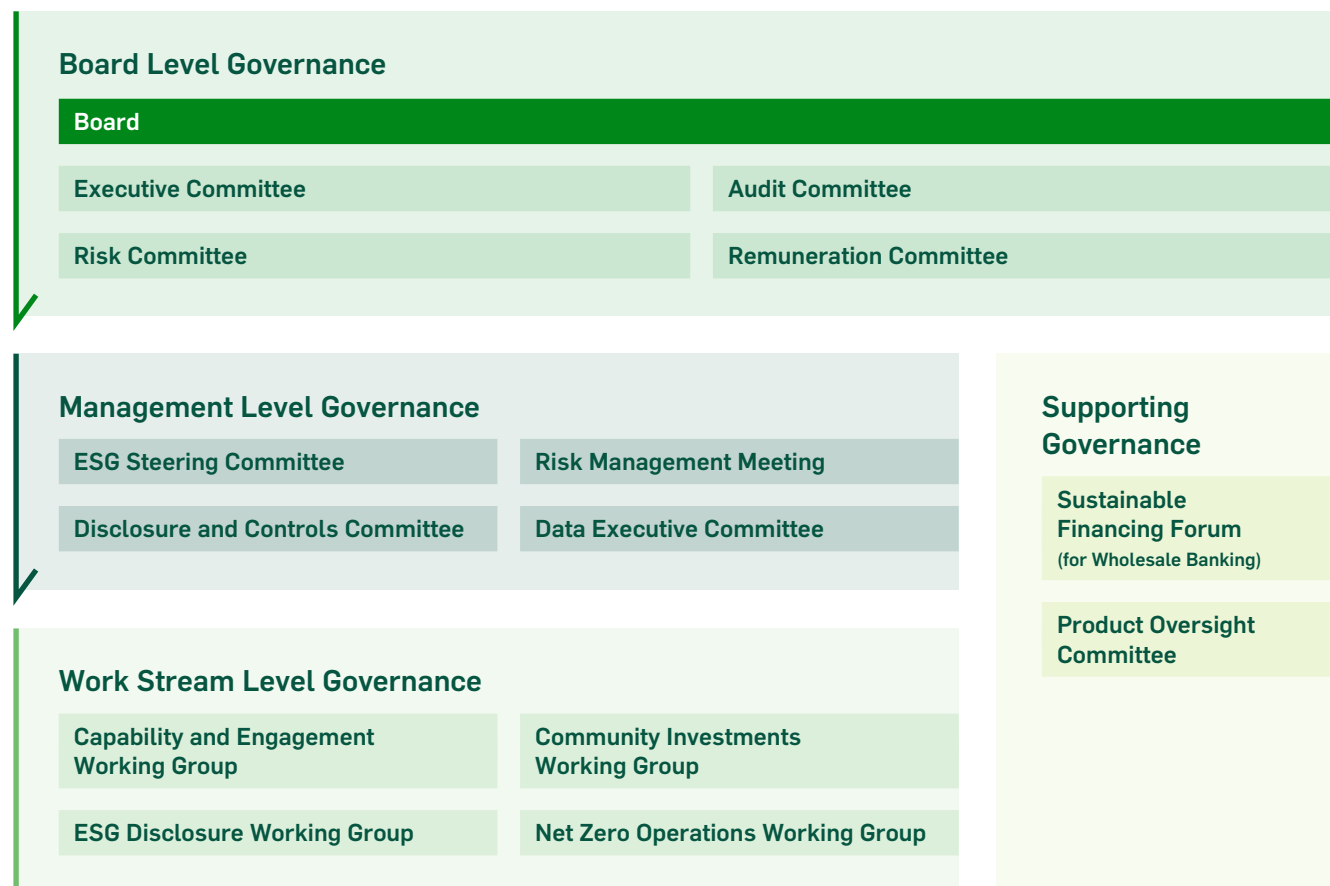 Board Level Governance
Board
Executive Committee
Audit Committee
Risk Committee
Remuneration Committee
Management Level Governance
ESG Steering Committee
Risk Management Meeting
Disclosure and Controls Committee
Data Executive Committee
Supporting
Governance
Sustainable
Financing Forum
(for Wholesale Banking)
Product Oversight
Committee
Work Stream Level Governance
Capability and Engagement
Working Group
Community Investments
Working Group
ESG Disclosure Working Group
Net Zero Operations Working Group